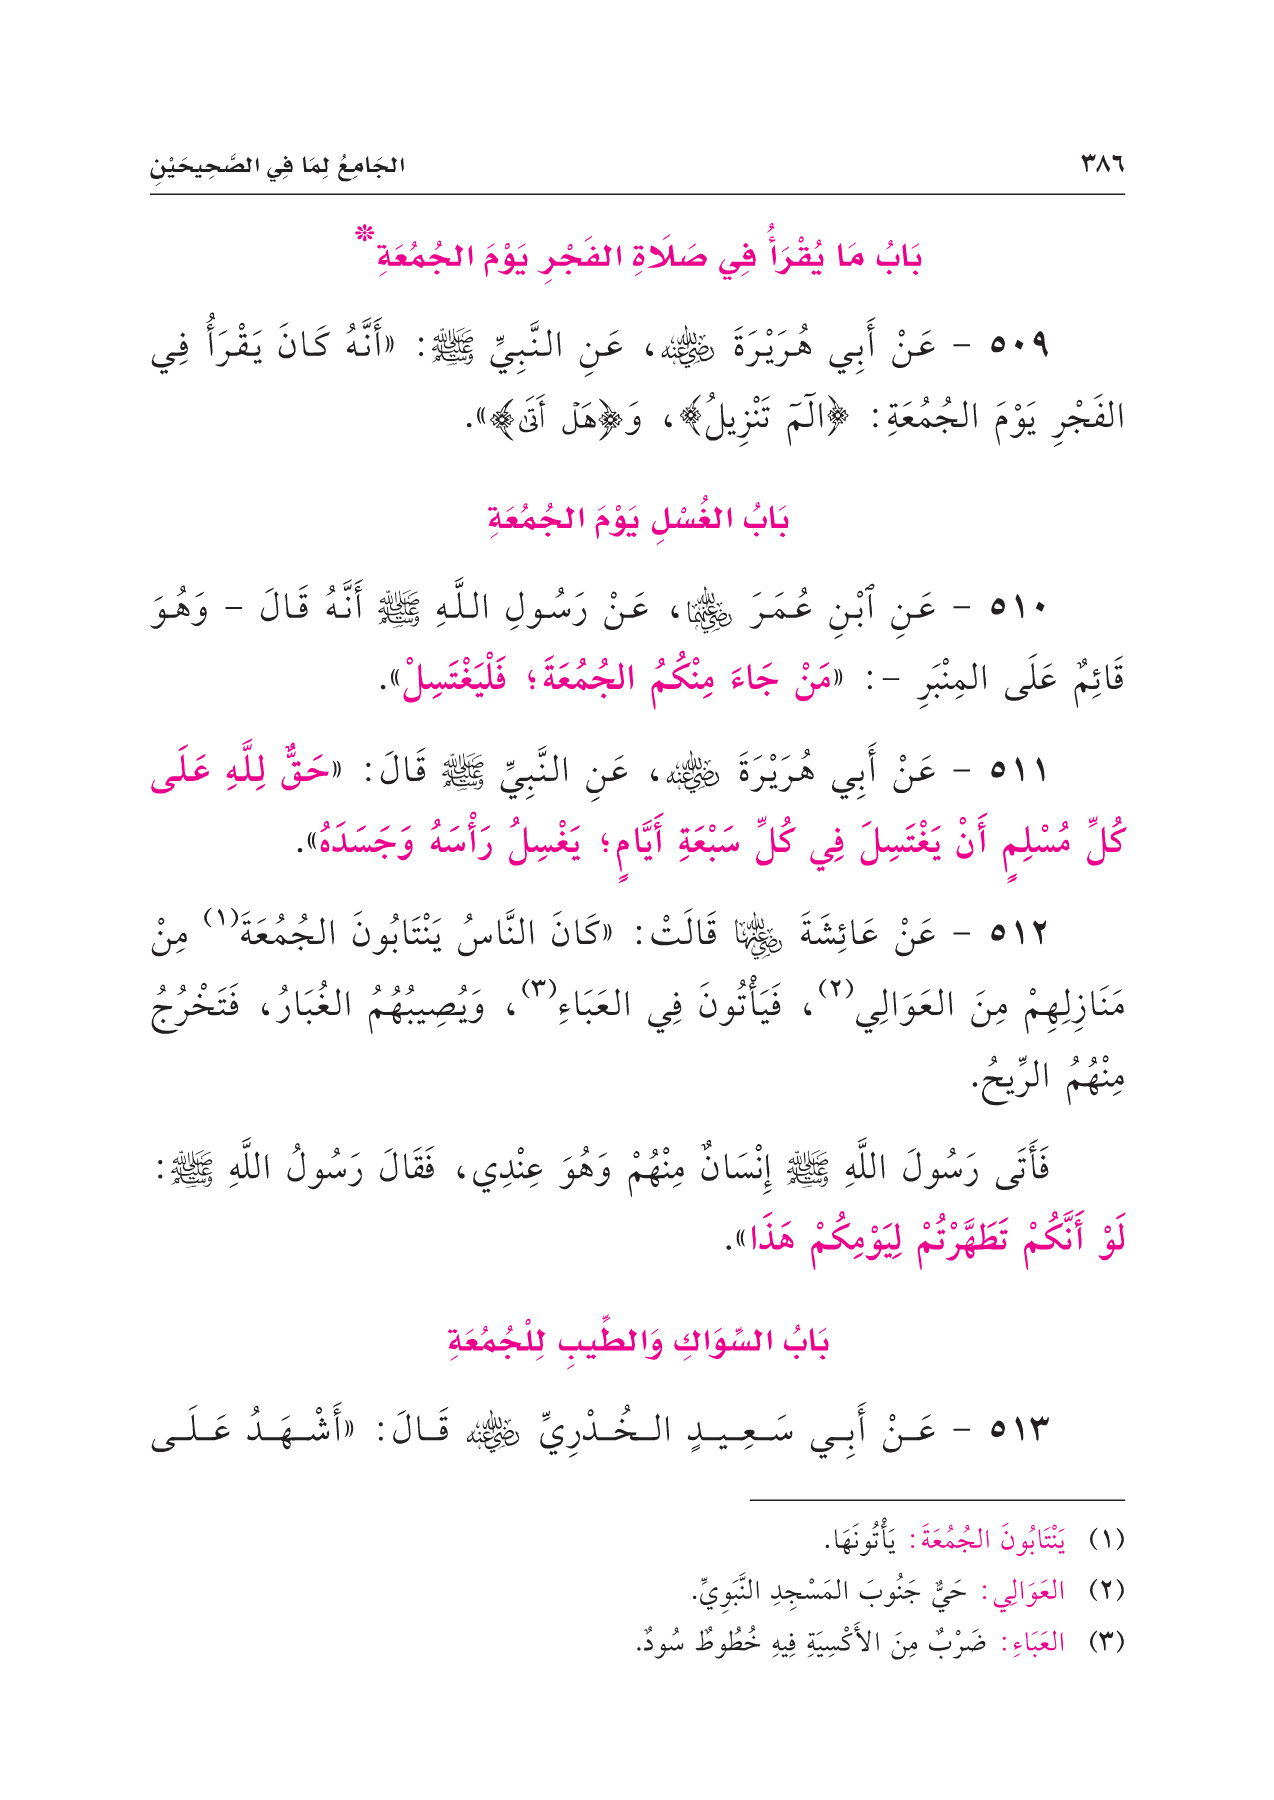 ٣٨٦
الجَامِعُ لِمَا فِي الصَّحِيحَيْنِ
بَابُ مَا يُقْرَأُ فِي صَلَاةِ الفَجْرِ يَوْمَ الجُمُعَةِ*
٥٠٩ - عَنْ أَبِي هُرَيْرَةَ رضي الله عنه، عَنِ النَّبِيِّ ﷺ: «أَنَّهُ كَانَ يَقْرَأُ فِي
الفَجْرِ يَوْمَ الجُمُعَةِ: ﴿الٓمٓ تَنْزِيلُ﴾، وَ﴿هَلْ أَتَىٰ﴾».
بَابُ الغُسْلِ يَوْمَ الجُمُعَةِ
٥١٠ - عَنِ ٱبْنِ عُمَرَ رضي الله عنهما، عَنْ رَسُولِ اللَّهِ ﷺ أَنَّهُ قَالَ - وَهُوَ
قَائِمٌ عَلَى المِنْبَرِ -: «مَنْ جَاءَ مِنْكُمُ الجُمُعَةَ؛ فَلْيَغْتَسِلْ».
٥١١ - عَنْ أَبِي هُرَيْرَةَ رضي الله عنه، عَنِ النَّبِيِّ ﷺ قَالَ: «حَقٌّ لِلَّهِ عَلَى
كُلِّ مُسْلِمٍ أَنْ يَغْتَسِلَ فِي كُلِّ سَبْعَةِ أَيَّامٍ؛ يَغْسِلُ رَأْسَهُ وَجَسَدَهُ».
٥١٢ - عَنْ عَائِشَةَ رضي الله عنها قَالَتْ: «كَانَ النَّاسُ يَنْتَابُونَ الجُمُعَةَ(١) مِنْ
مَنَازِلِهِمْ مِنَ العَوَالِي(٢)، فَيَأْتُونَ فِي العَبَاءِ(٣)، وَيُصِيبُهُمُ الغُبَارُ، فَتَخْرُجُ
مِنْهُمُ الرِّيحُ.
فَأَتَى رَسُولَ اللَّهِ ﷺ إِنْسَانٌ مِنْهُمْ وَهُوَ عِنْدِي، فَقَالَ رَسُولُ اللَّهِ ﷺ:
لَوْ أَنَّكُمْ تَطَهَّرْتُمْ لِيَوْمِكُمْ هَذَا».
بَابُ السِّوَاكِ وَالطِّيبِ لِلْجُمُعَةِ
٥١٣ - عَنْ أَبِي سَعِيدٍ الخُدْرِيِّ رضي الله عنه قَالَ: «أَشْهَدُ عَلَى
(١) يَنْتَابُونَ الجُمُعَةَ: يَأْتُونَهَا.
(٢) العَوَالِي: حَيٌّ جَنُوبَ المَسْجِدِ النَّبَوِيِّ.
(٣) العَبَاءِ: ضَرْبٌ مِنَ الأَكْسِيَةِ فِيهِ خُطُوطٌ سُودٌ.